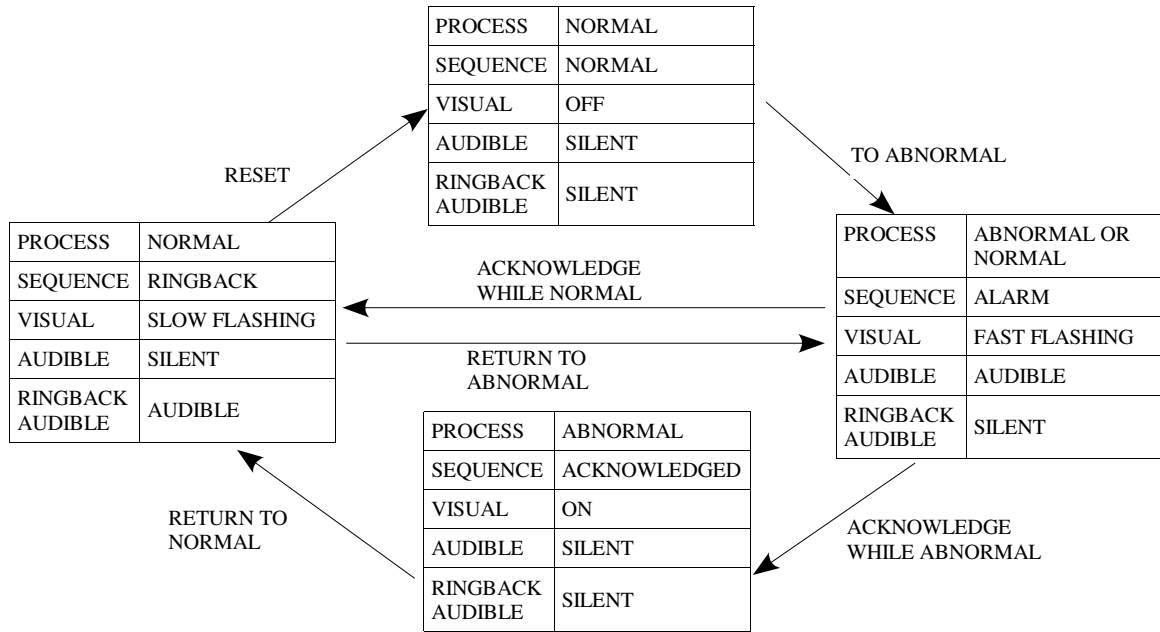 PROCESS NORMAL
SEQUENCE NORMAL
VISUAL OFF
AUDIBLE SILENT
RINGBACK
AUDIBLE SILENT
RESET
TO ABNORMAL
PROCESS NORMAL
SEQUENCE RINGBACK
VISUAL SLOW FLASHING
AUDIBLE SILENT
RINGBACK
AUDIBLE AUDIBLE
ACKNOWLEDGE
WHILE NORMAL
RETURN TO
ABNORMAL
PROCESS ABNORMAL OR
NORMAL
SEQUENCE ALARM
VISUAL FAST FLASHING
AUDIBLE AUDIBLE
RINGBACK
AUDIBLE SILENT
PROCESS ABNORMAL
SEQUENCE ACKNOWLEDGED
VISUAL ON
AUDIBLE SILENT
RINGBACK
AUDIBLE SILENT
RETURN TO
NORMAL
ACKNOWLEDGE
WHILE ABNORMAL